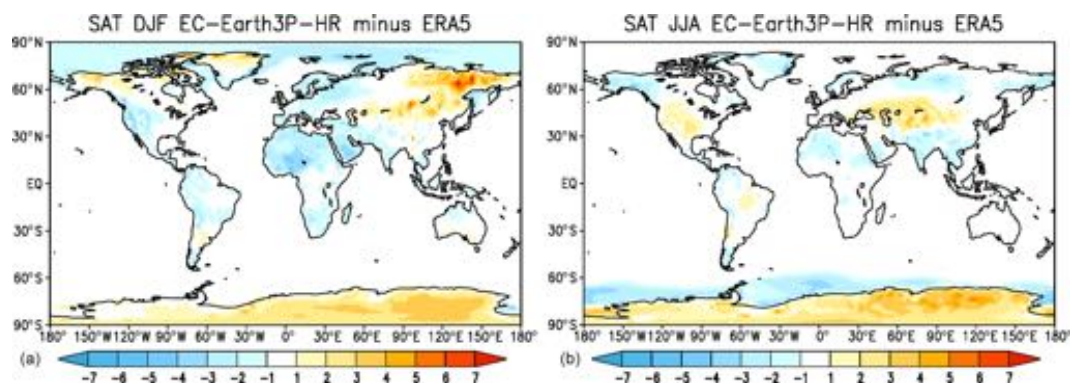 SAT DJF EC-Earth3P-HR minus ERA5
90°N
60°N
30°N
EQ
30°S
60°S
90°S
180° 150°W 120°W 90°W 60°W 30°W 0° 30°E 60°E 90°E 120°E 150°E 180°
(a)
-7 -6 -5 -4 -3 -2 -1 1 2 3 4 5 6 7
SAT JJA EC-Earth3P-HR minus ERA5
90°N
60°N
30°N
EQ
30°S
60°S
90°S
180° 150°W 120°W 90°W 60°W 30°W 0° 30°E 60°E 90°E 120°E 150°E 180°
(b)
-7 -6 -5 -4 -3 -2 -1 1 2 3 4 5 6 7